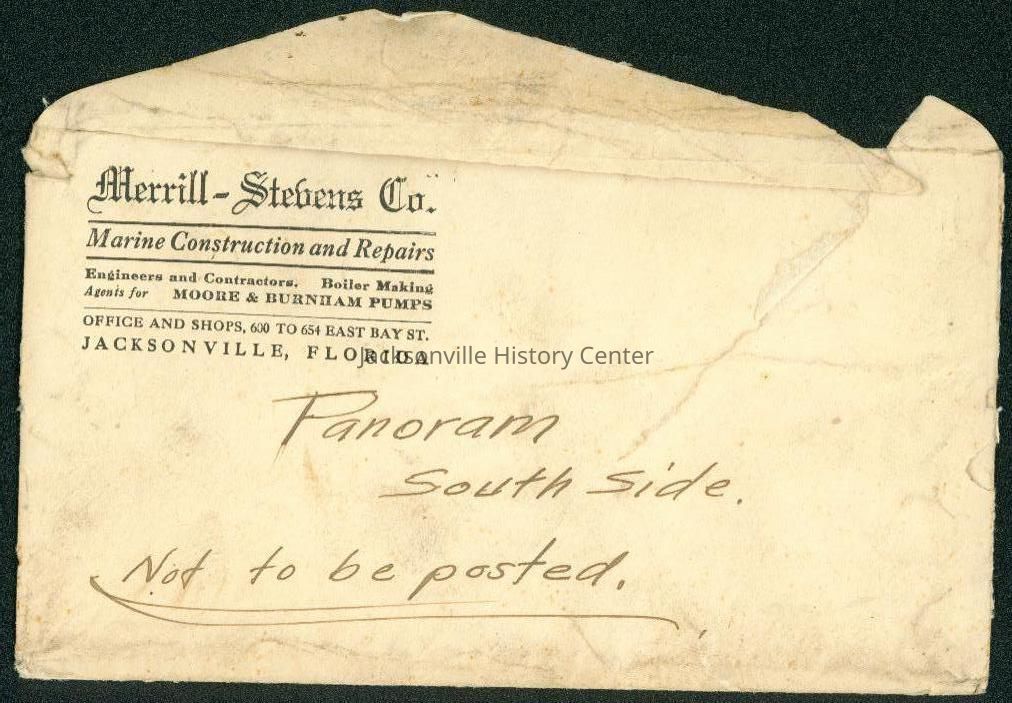 Merrill-Stevens Co.
Marine Construction and Repairs
Engineers and Contractors. Boiler Making
Agents for MOORE & BURNHAM PUMPS
OFFICE AND SHOPS, 600 TO 654 EAST BAY ST.
JACKSONVILLE, FLORIDA
Jacksonville History Center
Panoram
South Side.
Not to be posted.